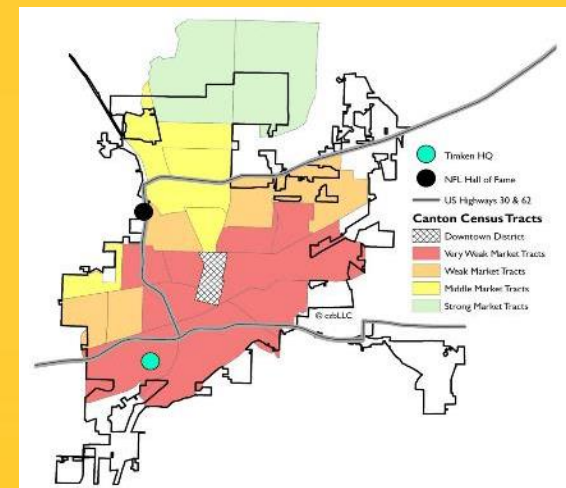 Timken HQ
NFL Hall of Fame
US Highways 30 & 62
Canton Census Tracts
Downtown District
Very Weak Market Tracts
Weak Market Tracts
Middle Market Tracts
Strong Market Tracts
© czbLLC